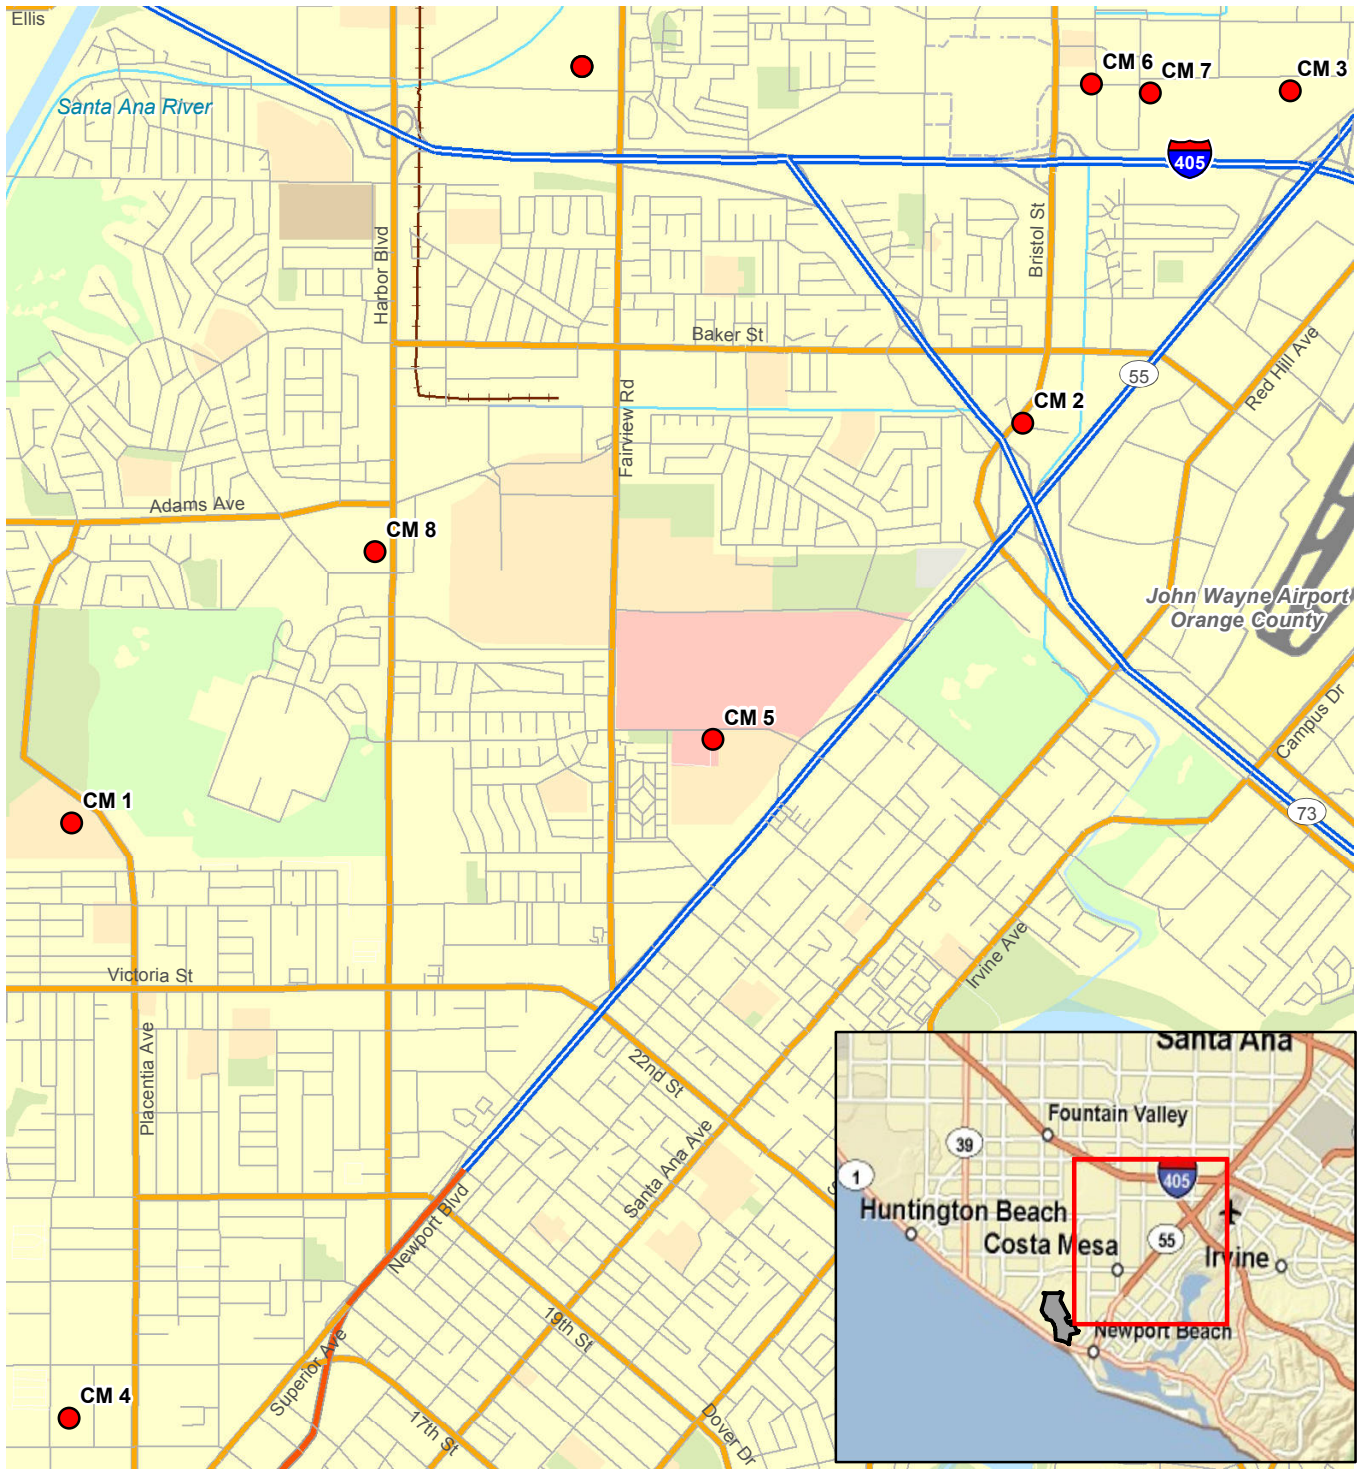 Ellis
Santa Ana River
CM 6
CM 7
CM 3
405
Harbor Blvd
Bristol St
Baker St
55
Red Hill Ave
Fairview Rd
CM 2
Adams Ave
CM 8
John Wayne Airport-
Orange County
CM 5
Campus Dr
CM 1
73
Irvine Ave
Victoria St
Placentia Ave
22nd St
Santa Ana Ave
Newport Blvd
19th St
Superior Ave
CM 4
17th St
Dover Dr
Santa Ana
Fountain Valley
39
1
405
Huntington Beach
Costa Mesa
55
Irvine
Newport Beach